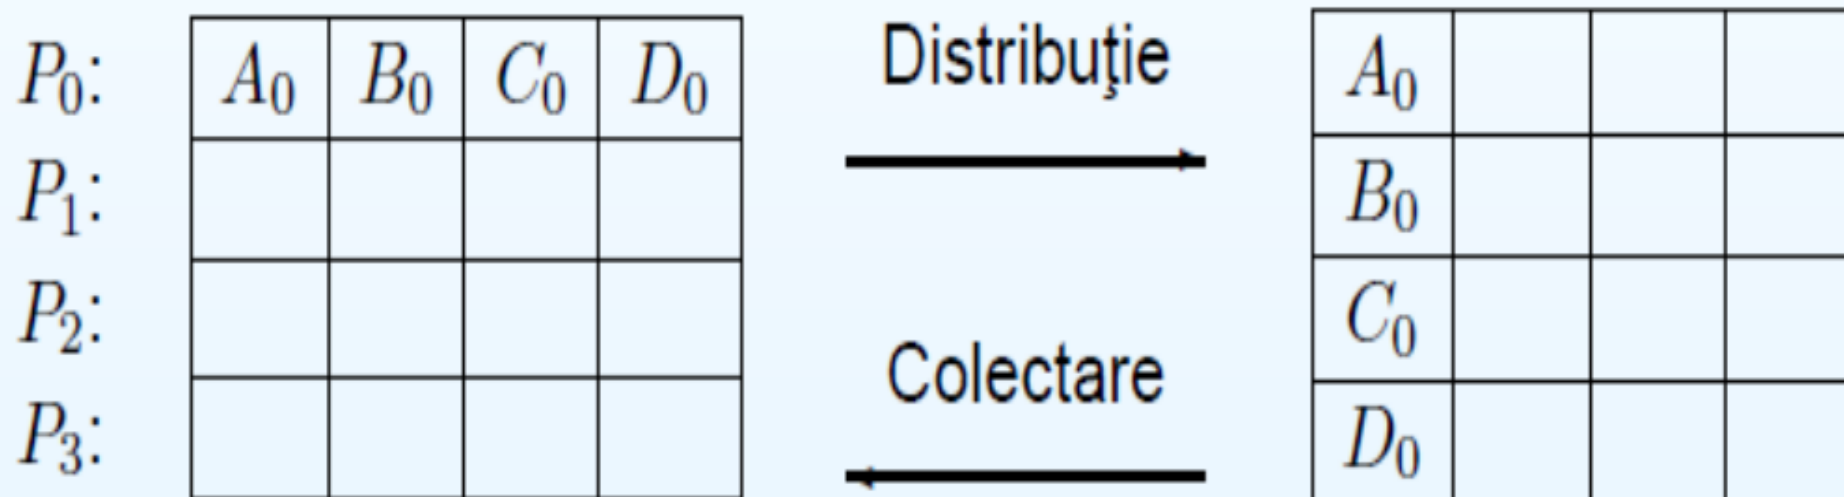 P₀: A₀ B₀ C₀ D₀ Distribuţie A₀
P₁: B₀
P₂: C₀
Colectare
P₃: D₀